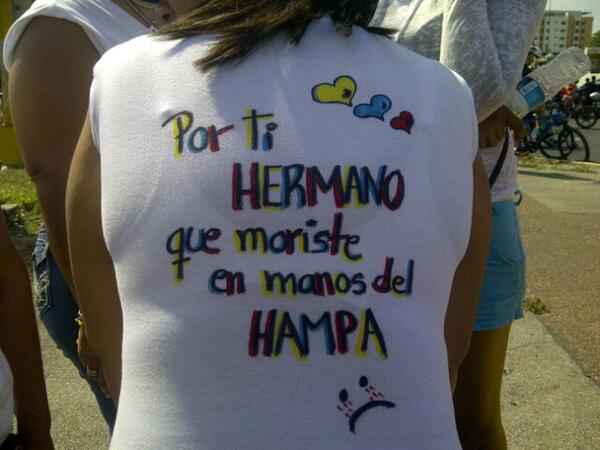 Por ti
HERMANO
que moriste
en manos del
HAMPA